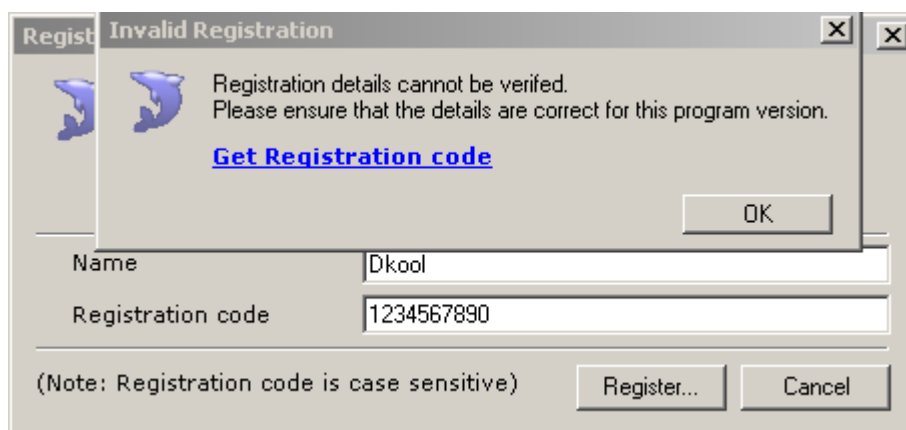 Regist
Invalid Registration
Registration details cannot be verifed.
Please ensure that the details are correct for this program version.
Get Registration code
OK
Name
Dkool
Registration code
1234567890
(Note: Registration code is case sensitive)
Register...
Cancel